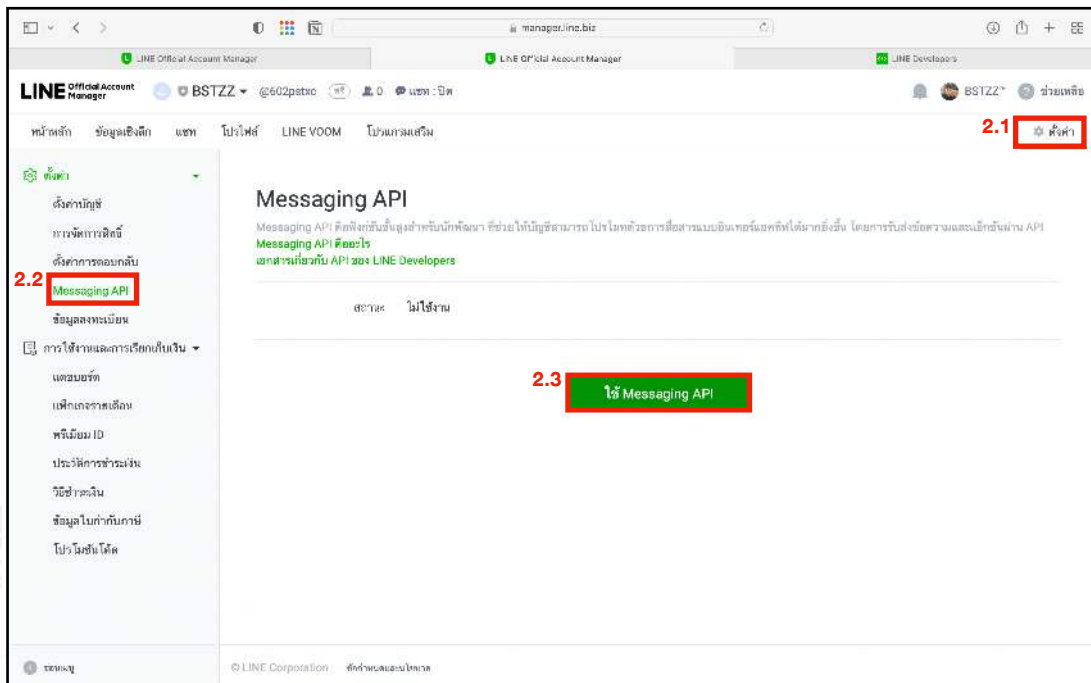 manager.line.biz
LINE Official Account Manager
LINE Official Account Manager
LINE Developers
LINE Official Account Manager
BSTZZ @602pstxc ฟรี 0 แชท : ปิด
BSTZZ" ช่วยเหลือ
หน้าหลัก ข้อมูลเชิงลึก แชท โปรไฟล์ LINE VOOM โปรแกรมเสริม
2.1 ตั้งค่า
ตั้งค่า
ตั้งค่าบัญชี
การจัดการสิทธิ์
ตั้งค่าการตอบกลับ
2.2 Messaging API
ข้อมูลลงทะเบียน
การใช้งานและการเรียกเก็บเงิน
แดชบอร์ด
แพ็กเกจรายเดือน
พรีเมียม ID
ประวัติการชำระเงิน
วิธีชำระเงิน
ข้อมูลใบกำกับภาษี
โปรโมชันโค้ด
ย่อเมนู
Messaging API
Messaging API คือฟังก์ชันขั้นสูงสำหรับนักพัฒนา ที่ช่วยให้บัญชีสามารถโปรโมทด้วยการสื่อสารแบบอินเทอร์แอคทีฟได้มากยิ่งขึ้น โดยการรับส่งข้อความและแอ็กชันผ่าน API
Messaging API คืออะไร
เอกสารเกี่ยวกับ API ของ LINE Developers
สถานะ ไม่ใช้งาน
2.3 ใช้ Messaging API
© LINE Corporation ข้อกำหนดและนโยบาย